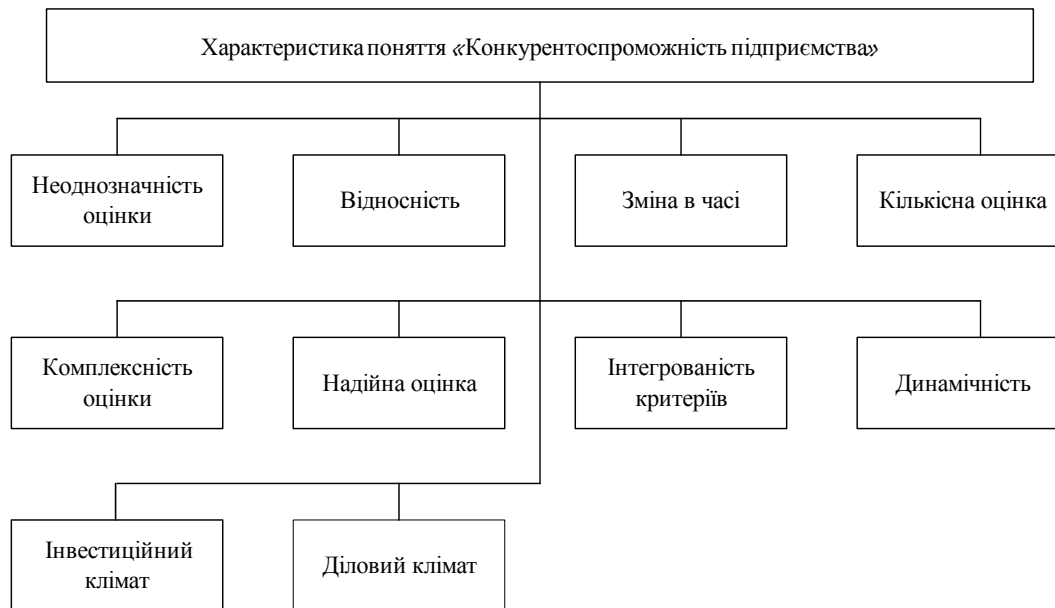 Характеристика поняття «Конкурентоспроможність підприємства»
Неоднозначність
оцінки
Відносність
Зміна в часі
Кількісна оцінка
Комплексність
оцінки
Надійна оцінка
Інтегрованість
критеріїв
Динамічність
Інвестиційний
клімат
Діловий клімат